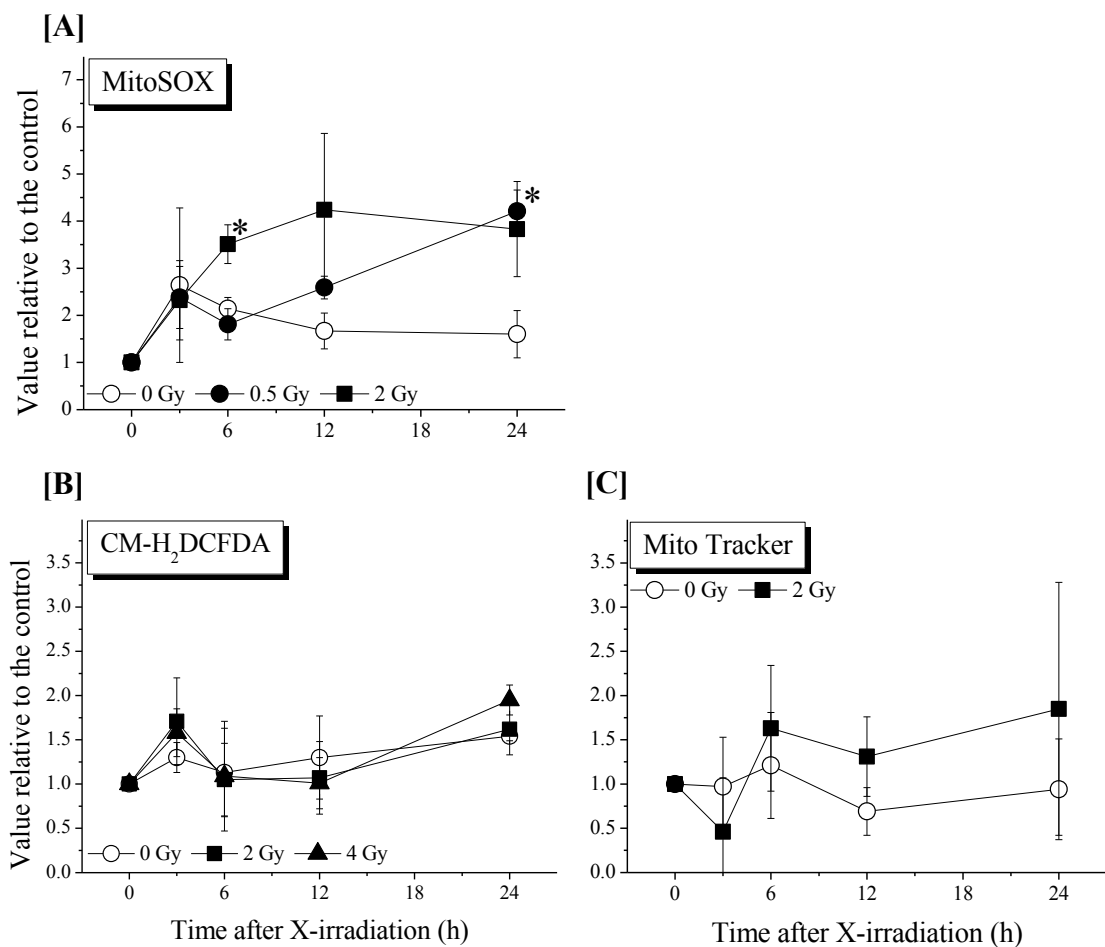 [A]
MitoSOX
Value relative to the control
7
6
5
4
3
2
1
0
*
*
0 Gy 0.5 Gy 2 Gy
0 6 12 18 24
[B]
CM-H₂DCFDA
Value relative to the control
3.5
3.0
2.5
2.0
1.5
1.0
0.5
0.0
0 Gy 2 Gy 4 Gy
0 6 12 18 24
Time after X-irradiation (h)
[C]
Mito Tracker
0 Gy 2 Gy
3.5
3.0
2.5
2.0
1.5
1.0
0.5
0.0
0 6 12 18 24
Time after X-irradiation (h)